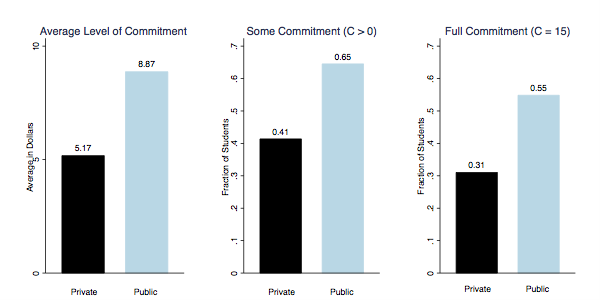 Average Level of Commitment
10
5
0
Average in Dollars
5.17
8.87
Private
Public
Some Commitment (C > 0)
.7
.6
.5
.4
.3
.2
.1
0
Fraction of Students
0.41
0.65
Private
Public
Full Commitment (C = 15)
.7
.6
.5
.4
.3
.2
.1
0
Fraction of Students
0.31
0.55
Private
Public